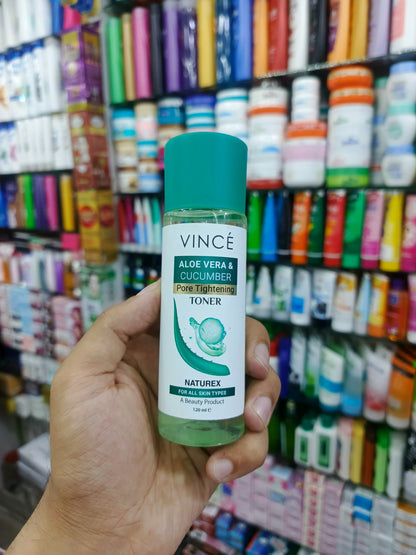 VINCÉ
ALOE VERA &
CUCUMBER
Pore Tightening
TONER
NATUREX
FOR ALL SKIN TYPES
A Beauty Product
120 ml ℮